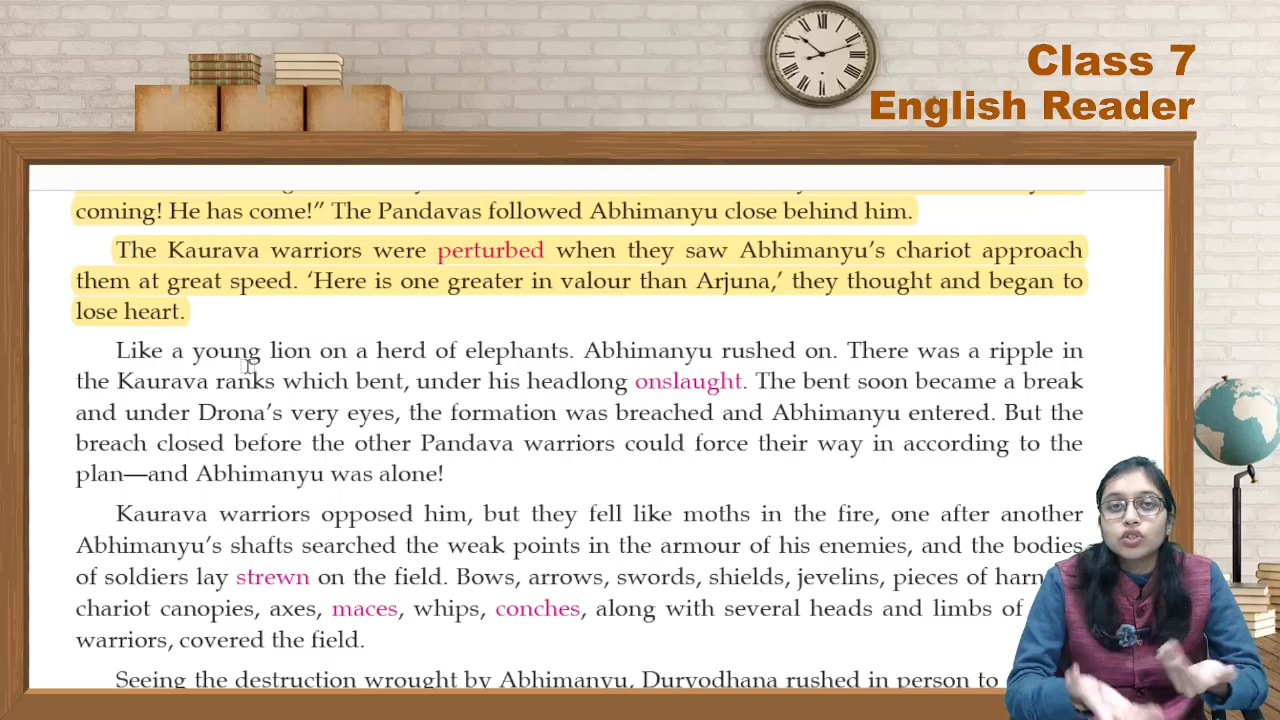 Class 7
English Reader
coming! He has come!” The Pandavas followed Abhimanyu close behind him.
The Kaurava warriors were perturbed when they saw Abhimanyu’s chariot approach
them at great speed. ‘Here is one greater in valour than Arjuna,’ they thought and began to
lose heart.
Like a young lion on a herd of elephants. Abhimanyu rushed on. There was a ripple in
the Kaurava ranks which bent, under his headlong onslaught. The bent soon became a break
and under Drona’s very eyes, the formation was breached and Abhimanyu entered. But the
breach closed before the other Pandava warriors could force their way in according to the
plan—and Abhimanyu was alone!
Kaurava warriors opposed him, but they fell like moths in the fire, one after another
Abhimanyu’s shafts searched the weak points in the armour of his enemies, and the bodies
of soldiers lay strewn on the field. Bows, arrows, swords, shields, jevelins, pieces of
chariot canopies, axes, maces, whips, conches, along with several heads and limbs of
warriors, covered the field.
Seeing the destruction wrought by Abhimanyu, Duryodhana rushed in person to